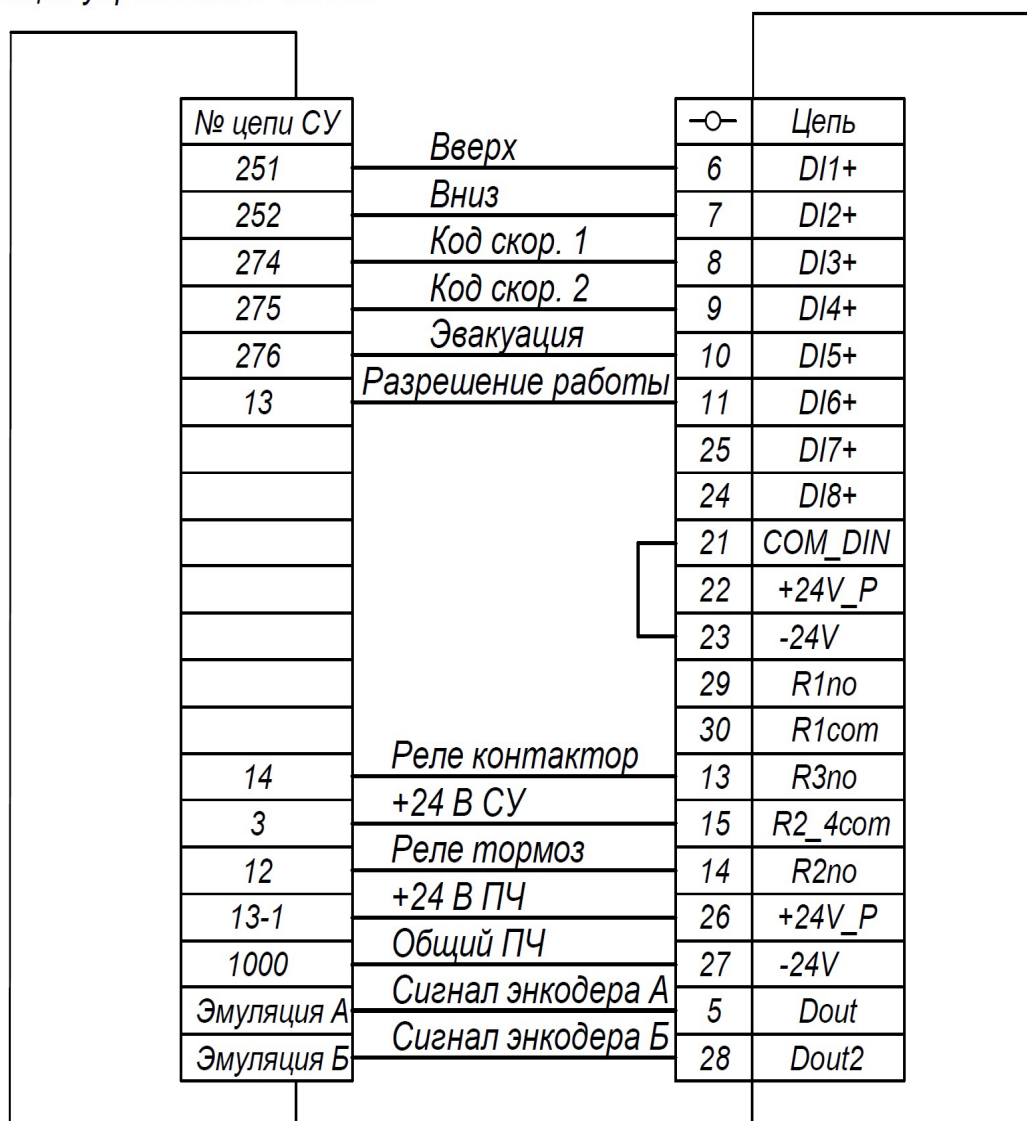 № цепи СУ Цепь
251 Вверх 6 DI1+
252 Вниз 7 DI2+
274 Код скор. 1 8 DI3+
275 Код скор. 2 9 DI4+
276 Эвакуация 10 DI5+
13 Разрешение работы 11 DI6+
25 DI7+
24 DI8+
21 COM_DIN
22 +24V_P
23 -24V
29 R1no
30 R1com
14 Реле контактор 13 R3no
3 +24 В СУ 15 R2_4com
12 Реле тормоз 14 R2no
13-1 +24 В ПЧ 26 +24V_P
1000 Общий ПЧ 27 -24V
Эмуляция А Сигнал энкодера А 5 Dout
Эмуляция Б Сигнал энкодера Б 28 Dout2